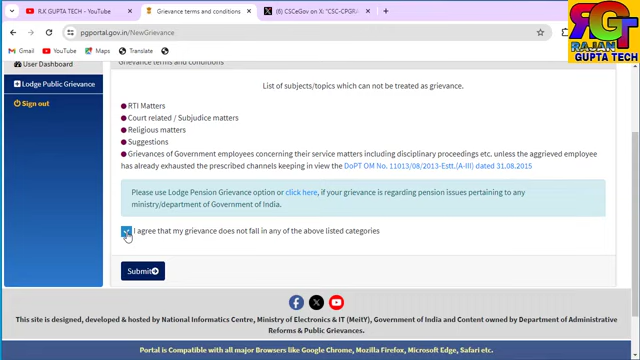 R.K GUPTA TECH - YouTube
Grievance terms and conditions
(6) CSCeGov on X: "CSC-CPGR
pgportal.gov.in/NewGrievance
Gmail YouTube Maps Translate
RGT
RAJAN
GUPTA TECH
User Dashboard
Lodge Public Grievance
Sign out
Grievance terms and conditions
List of subjects/topics which can not be treated as grievance.
RTI Matters
Court related / Subjudice matters
Religious matters
Suggestions
Grievances of Government employees concerning their service matters including disciplinary proceedings etc. unless the aggrieved employee
has already exhausted the prescribed channels keeping in view the DoPT OM No. 11013/08/2013-Estt.(A-III) dated 31.08.2015
Please use Lodge Pension Grievance option or click here, if your grievance is regarding pension issues pertaining to any
ministry/department of Government of India.
I agree that my grievance does not fall in any of the above listed categories
Submit
This site is designed, developed & hosted by National Informatics Centre, Ministry of Electronics & IT (MeitY), Government of India and Content owned by Department of Administrative
Reforms & Public Grievances.
Portal is Compatible with all major Browsers like Google Chrome, Mozilla Firefox, Microsoft Edge, Safari etc.